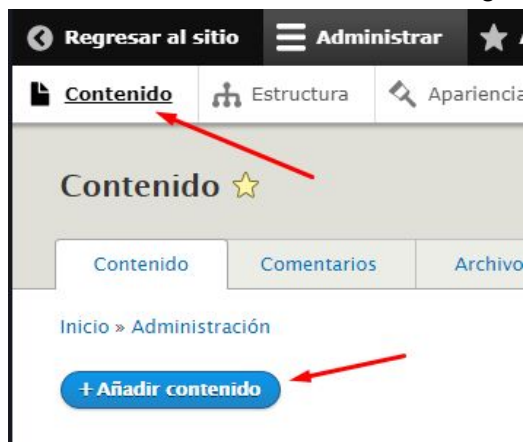 Regresar al sitio Administrar
Contenido Estructura Apariencia
Contenido
Contenido Comentarios Archivo
Inicio » Administración
+ Añadir contenido